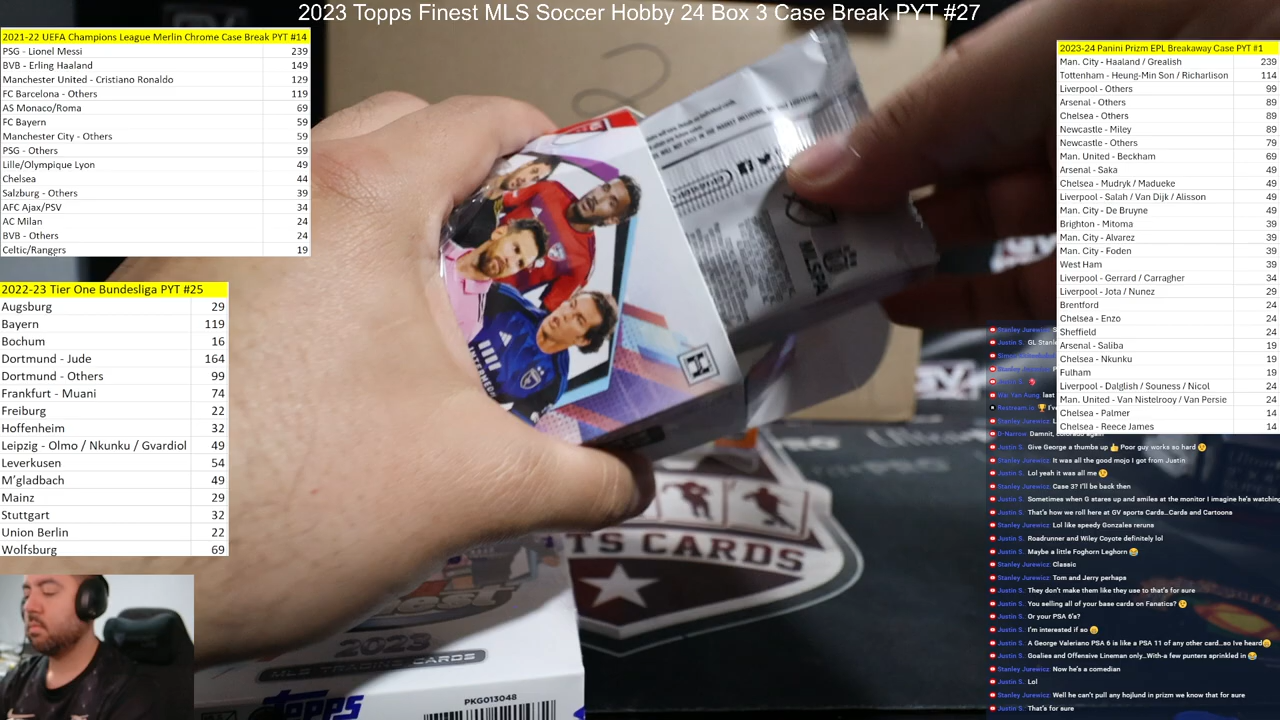 2023 Topps Finest MLS Soccer Hobby 24 Box 3 Case Break PYT #27
2021-22 UEFA Champions League Merlin Chrome Case Break PYT #14
PSG - Lionel Messi 239
BVB - Erling Haaland 149
Manchester United - Cristiano Ronaldo 129
FC Barcelona - Others 119
AS Monaco/Roma 69
FC Bayern 59
Manchester City - Others 59
PSG - Others 59
Lille/Olympique Lyon 49
Chelsea 44
Salzburg - Others 39
AFC Ajax/PSV 34
AC Milan 24
BVB - Others 24
Celtic/Rangers 19
2022-23 Tier One Bundesliga PYT #25
Augsburg 29
Bayern 119
Bochum 16
Dortmund - Jude 164
Dortmund - Others 99
Frankfurt - Muani 74
Freiburg 22
Hoffenheim 32
Leipzig - Olmo / Nkunku / Gvardiol 49
Leverkusen 54
M'gladbach 49
Mainz 29
Stuttgart 32
Union Berlin 22
Wolfsburg 69
2023-24 Panini Prizm EPL Breakaway Case PYT #1
Man. City - Haaland / Grealish 239
Tottenham - Heung-Min Son / Richarlison 114
Liverpool - Others 99
Arsenal - Others 89
Chelsea - Others 89
Newcastle - Miley 89
Newcastle - Others 79
Man. United - Beckham 69
Arsenal - Saka 49
Chelsea - Mudryk / Madueke 49
Liverpool - Salah / Van Dijk / Alisson 49
Man. City - De Bruyne 49
Brighton - Mitoma 39
Man. City - Alvarez 39
Man. City - Foden 39
West Ham 39
Liverpool - Gerrard / Carragher 34
Liverpool - Jota / Nunez 29
Brentford 24
Chelsea - Enzo 24
Sheffield 24
Arsenal - Saliba 19
Chelsea - Nkunku 19
Fulham 19
Liverpool - Dalglish / Souness / Nicol 24
Man. United - Van Nistelrooy / Van Persie 24
Chelsea - Palmer 14
Chelsea - Reece James 14
Stanley Jurewicz
Justin S. GL
Wai Yan Aung last
Restream.io
Stanley Jurewicz
D-Narrow Damnit, colorado again
Justin S. Give George a thumbs up 👍 Poor guy works so hard 😉
Stanley Jurewicz It was all the good mojo I got from Justin
Justin S. Lol yeah it was all me 😉
Stanley Jurewicz Case 3? I'll be back then
Justin S. Sometimes when G stares up and smiles at the monitor I imagine he's watching
Justin S. That's how we roll here at GV sports Cards...Cards and Cartoons
Stanley Jurewicz Lol like speedy Gonzales reruns
Justin S. Roadrunner and Wiley Coyote definitely lol
Justin S. Maybe a little Foghorn Leghorn 😂
Stanley Jurewicz Classic
Stanley Jurewicz Tom and Jerry perhaps
Justin S. They don't make them like they use to that's for sure
Justin S. You selling all of your base cards on Fanatics? 😉
Justin S. Or your PSA 6's?
Justin S. I'm interested if so
Justin S. A George Valeriano PSA 6 is like a PSA 11 of any other card...so Ive heard
Justin S. Goalies and Offensive Lineman only...With-a few punters sprinkled in 😂
Stanley Jurewicz Now he's a comedian
Justin S. Lol
Stanley Jurewicz Well he can't pull any hojlund in prizm we know that for sure
Justin S. That's for sure
2
TS CARDS
TRADING CARDS
topps
PKG013048